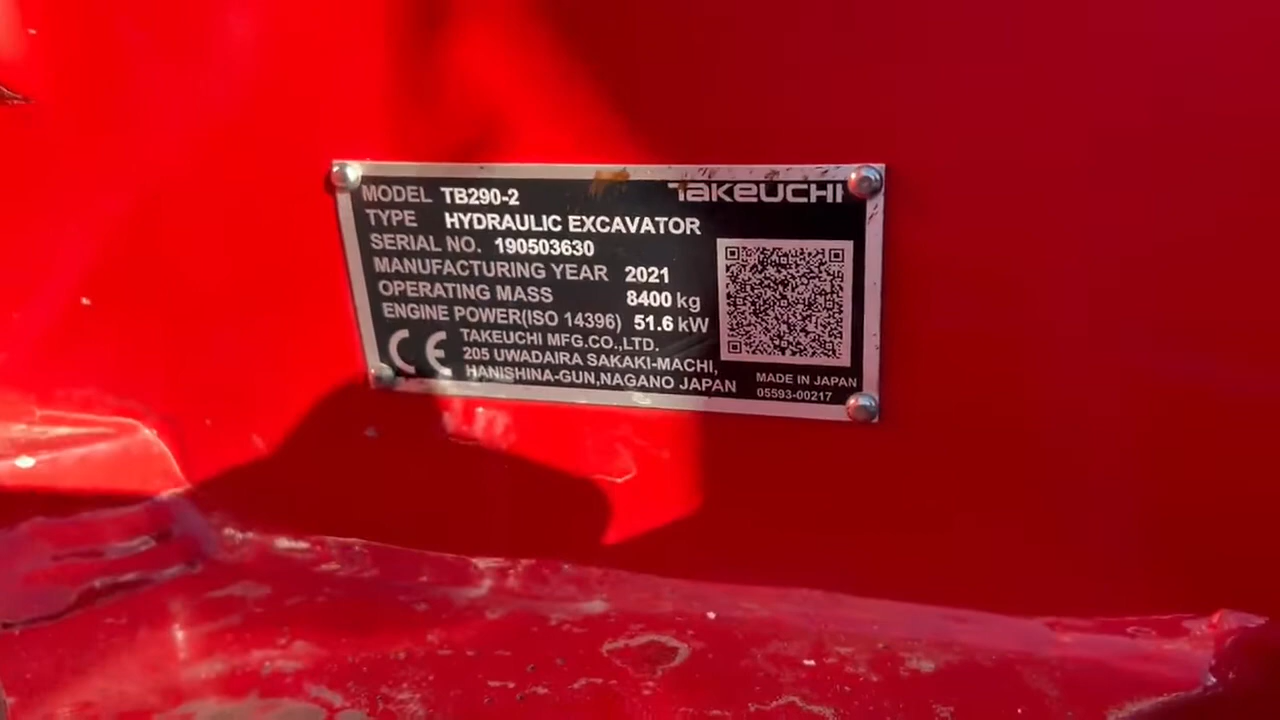 MODEL TB290-2 TAKEUCHI
TYPE HYDRAULIC EXCAVATOR
SERIAL NO. 190503630
MANUFACTURING YEAR 2021
OPERATING MASS 8400 kg
ENGINE POWER(ISO 14396) 51.6 kW
CE TAKEUCHI MFG.CO.,LTD.
205 UWADAIRA SAKAKI-MACHI,
HANISHINA-GUN,NAGANO JAPAN
MADE IN JAPAN
05593-00217